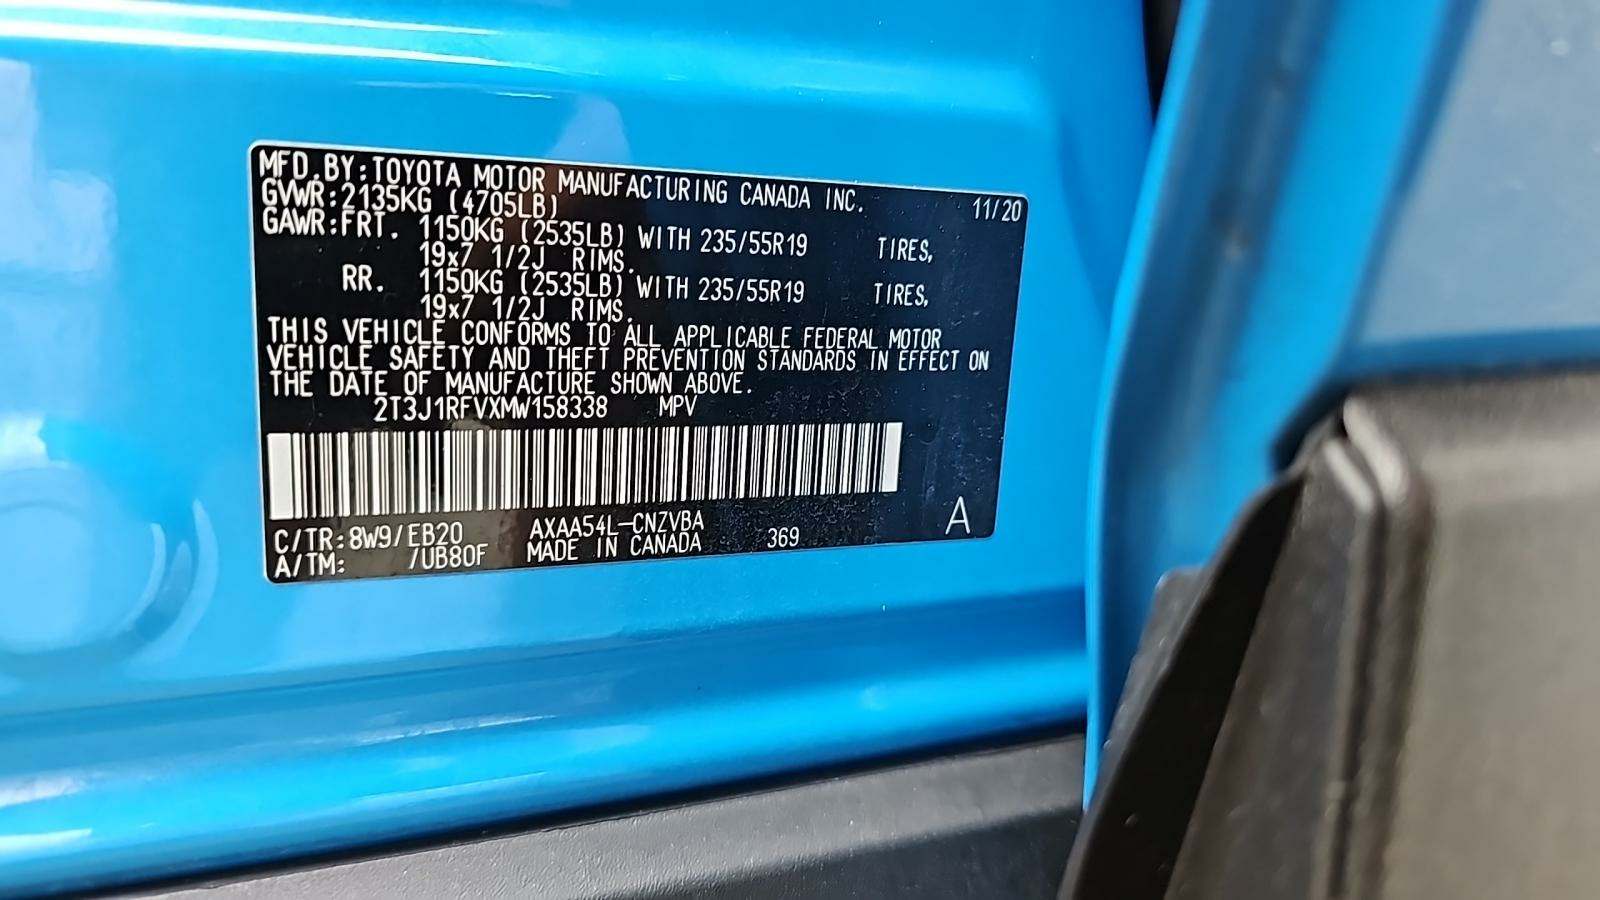 MFD.BY:TOYOTA MOTOR MANUFACTURING CANADA INC.
GVWR:2135KG (4705LB) 11/20
GAWR:FRT. 1150KG (2535LB) WITH 235/55R19 TIRES,
19x7 1/2J RIMS.
RR. 1150KG (2535LB) WITH 235/55R19 TIRES,
19x7 1/2J RIMS.
THIS VEHICLE CONFORMS TO ALL APPLICABLE FEDERAL MOTOR
VEHICLE SAFETY AND THEFT PREVENTION STANDARDS IN EFFECT ON
THE DATE OF MANUFACTURE SHOWN ABOVE.
2T3J1RFVXMW158338 MPV
C/TR:8W9/EB20 AXAA54L-CNZVBA 369 A
A/TM: /UB80F MADE IN CANADA